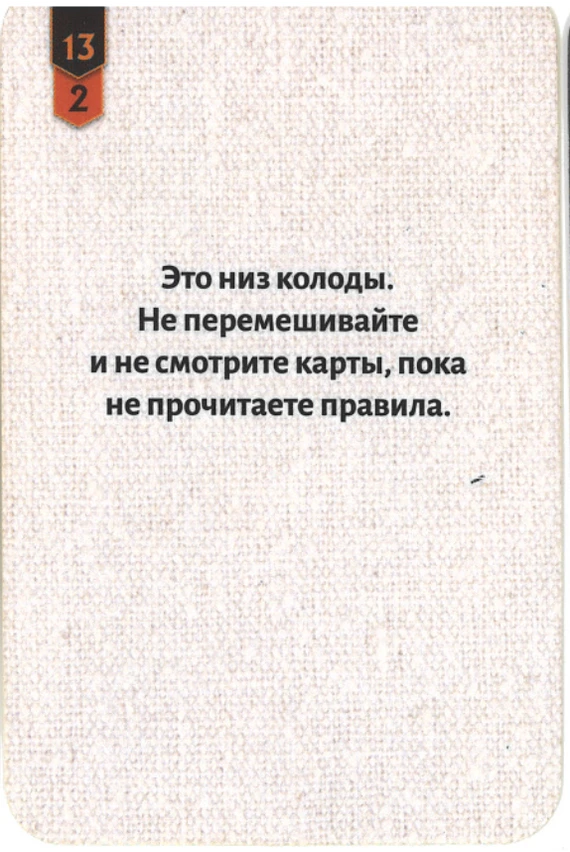 13
2
Это низ колоды.
Не перемешивайте
и не смотрите карты, пока
не прочитаете правила.